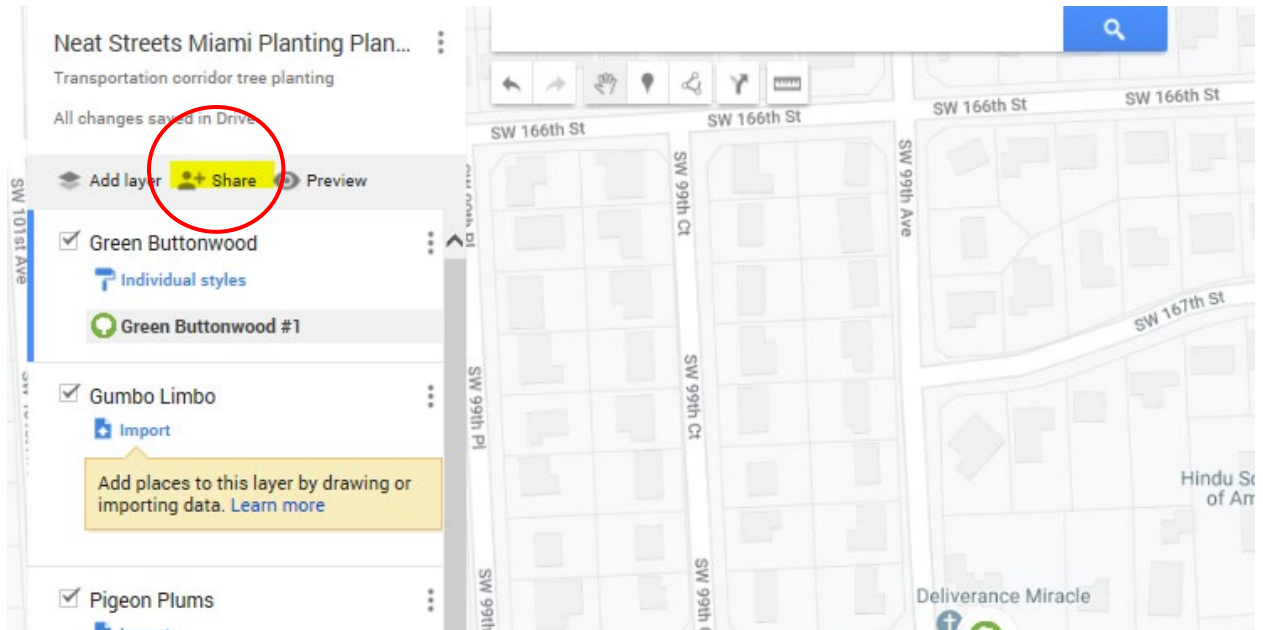 Neat Streets Miami Planting Plan...
Transportation corridor tree planting
All changes saved in Drive
Add layer
Share
Preview
Green Buttonwood
Individual styles
Green Buttonwood #1
Gumbo Limbo
Import
Add places to this layer by drawing or
importing data. Learn more
Pigeon Plums
SW 101st Ave
SW 166th St
SW 166th St
SW 166th St
SW 166th St
SW 99th Ct
SW 99th Ave
SW 167th St
SW 99th Pl
SW 99th Ct
Hindu
of Am
SW 99th
SW 99th
Deliverance Miracle